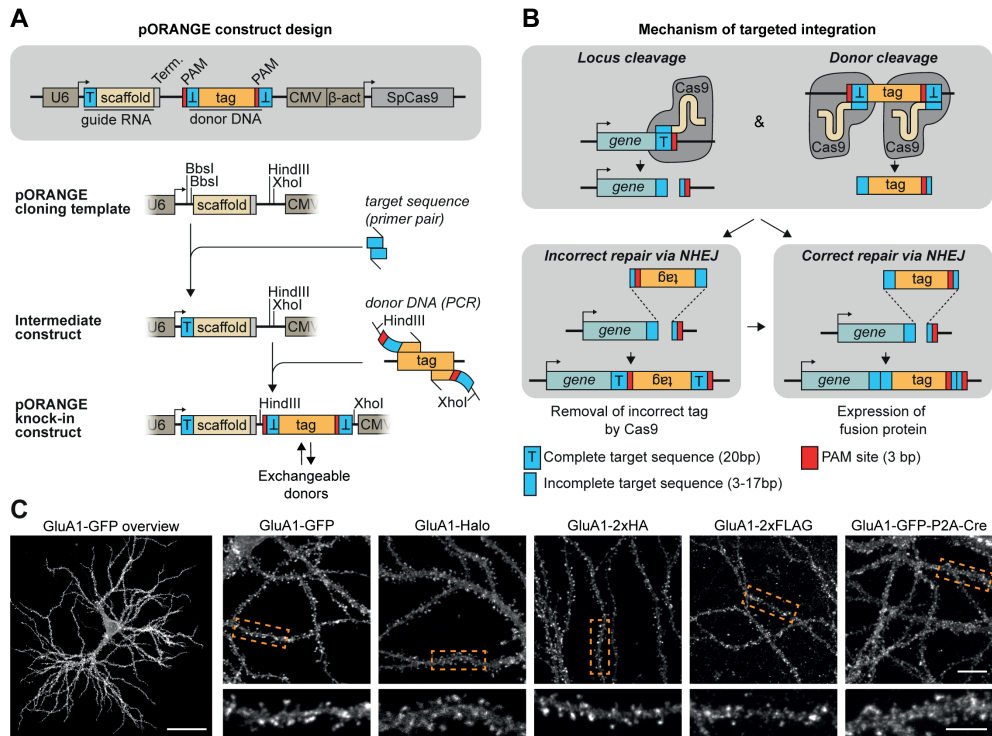 A
pORANGE construct design
Term.
PAM
PAM
U6
T
scaffold
T
tag
T
CMV
β-act
SpCas9
guide RNA
donor DNA
pORANGE
cloning template
BbsI
BbsI
HindIII
XhoI
U6
scaffold
CMV
target sequence
(primer pair)
Intermediate
construct
HindIII
XhoI
U6
T
scaffold
CMV
donor DNA (PCR)
HindIII
tag
XhoI
pORANGE
knock-in
construct
HindIII
XhoI
U6
T
scaffold
T
tag
T
CMV
Exchangeable
donors
B
Mechanism of targeted integration
Locus cleavage
Donor cleavage
Cas9
gene
T
&
T
tag
T
Cas9
Cas9
gene
tag
Incorrect repair via NHEJ
tag
gene
gene
T
tag
T
Removal of incorrect tag
by Cas9
Correct repair via NHEJ
tag
gene
gene
tag
Expression of
fusion protein
T
Complete target sequence (20bp)
Incomplete target sequence (3-17bp)
PAM site (3 bp)
C
GluA1-GFP overview
GluA1-GFP
GluA1-Halo
GluA1-2xHA
GluA1-2xFLAG
GluA1-GFP-P2A-Cre